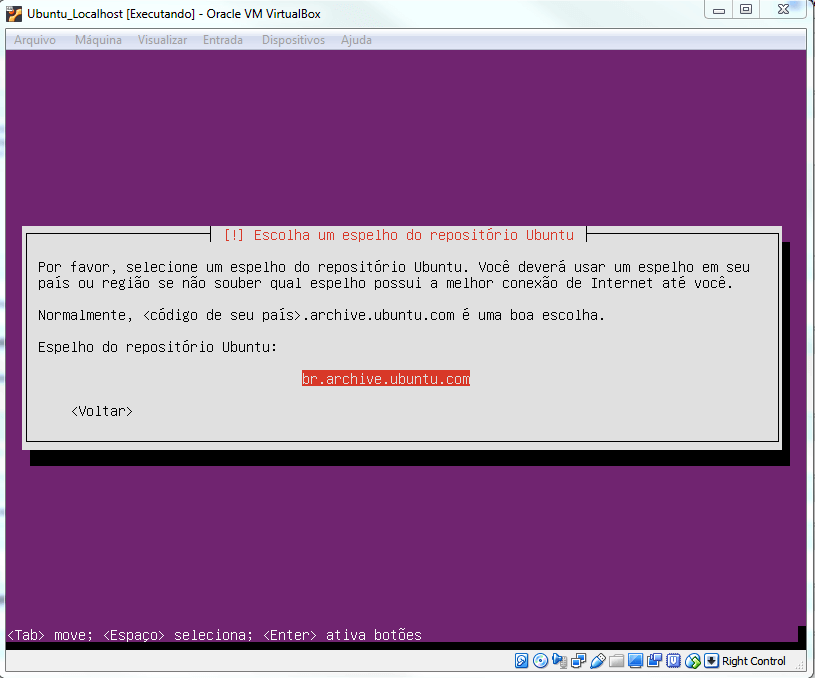 Ubuntu_Localhost [Executando] - Oracle VM VirtualBox
Arquivo Máquina Visualizar Entrada Dispositivos Ajuda
[!] Escolha um espelho do repositório Ubuntu
Por favor, selecione um espelho do repositório Ubuntu. Você deverá usar um espelho em seu
país ou região se não souber qual espelho possui a melhor conexão de Internet até você.
Normalmente, <código de seu país>.archive.ubuntu.com é uma boa escolha.
Espelho do repositório Ubuntu:
br.archive.ubuntu.com
<Voltar>
<Tab> move; <Espaço> seleciona; <Enter> ativa botões
Right Control